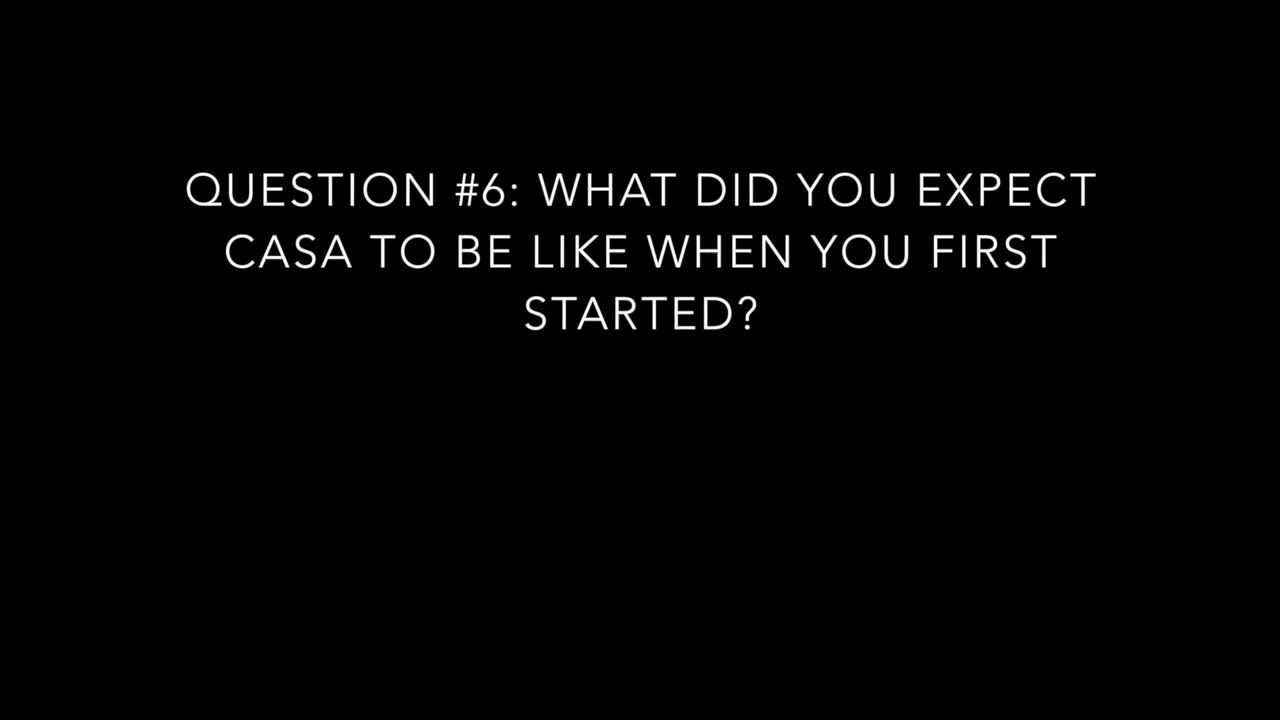 QUESTION #6: WHAT DID YOU EXPECT
CASA TO BE LIKE WHEN YOU FIRST
STARTED?